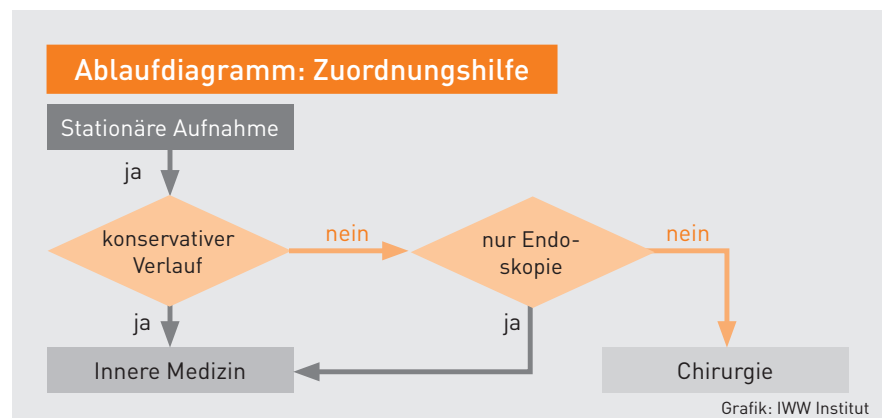 Ablaufdiagramm: Zuordnungshilfe
Stationäre Aufnahme
ja
konservativer
Verlauf
nein
nur Endo-
skopie
nein
ja
ja
Innere Medizin
Chirurgie
Grafik: IWW Institut